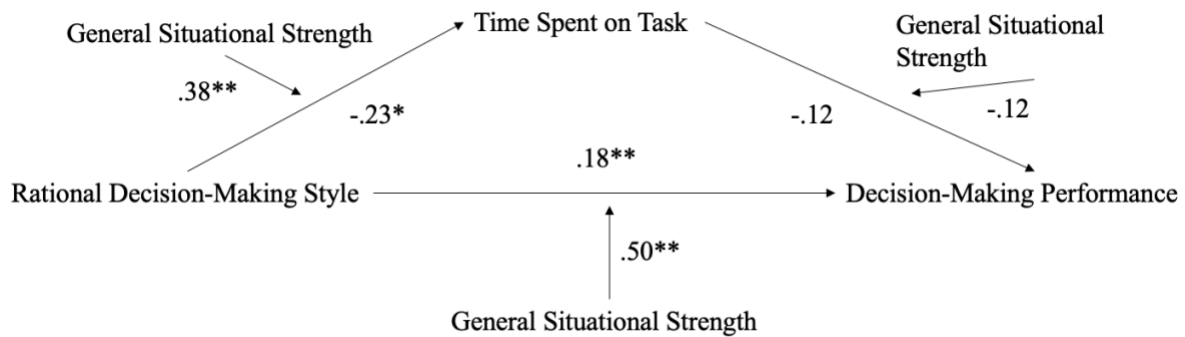 General Situational Strength
Time Spent on Task
General Situational
Strength
.38**
-.23*
-.12
-.12
.18**
Rational Decision-Making Style
Decision-Making Performance
.50**
General Situational Strength